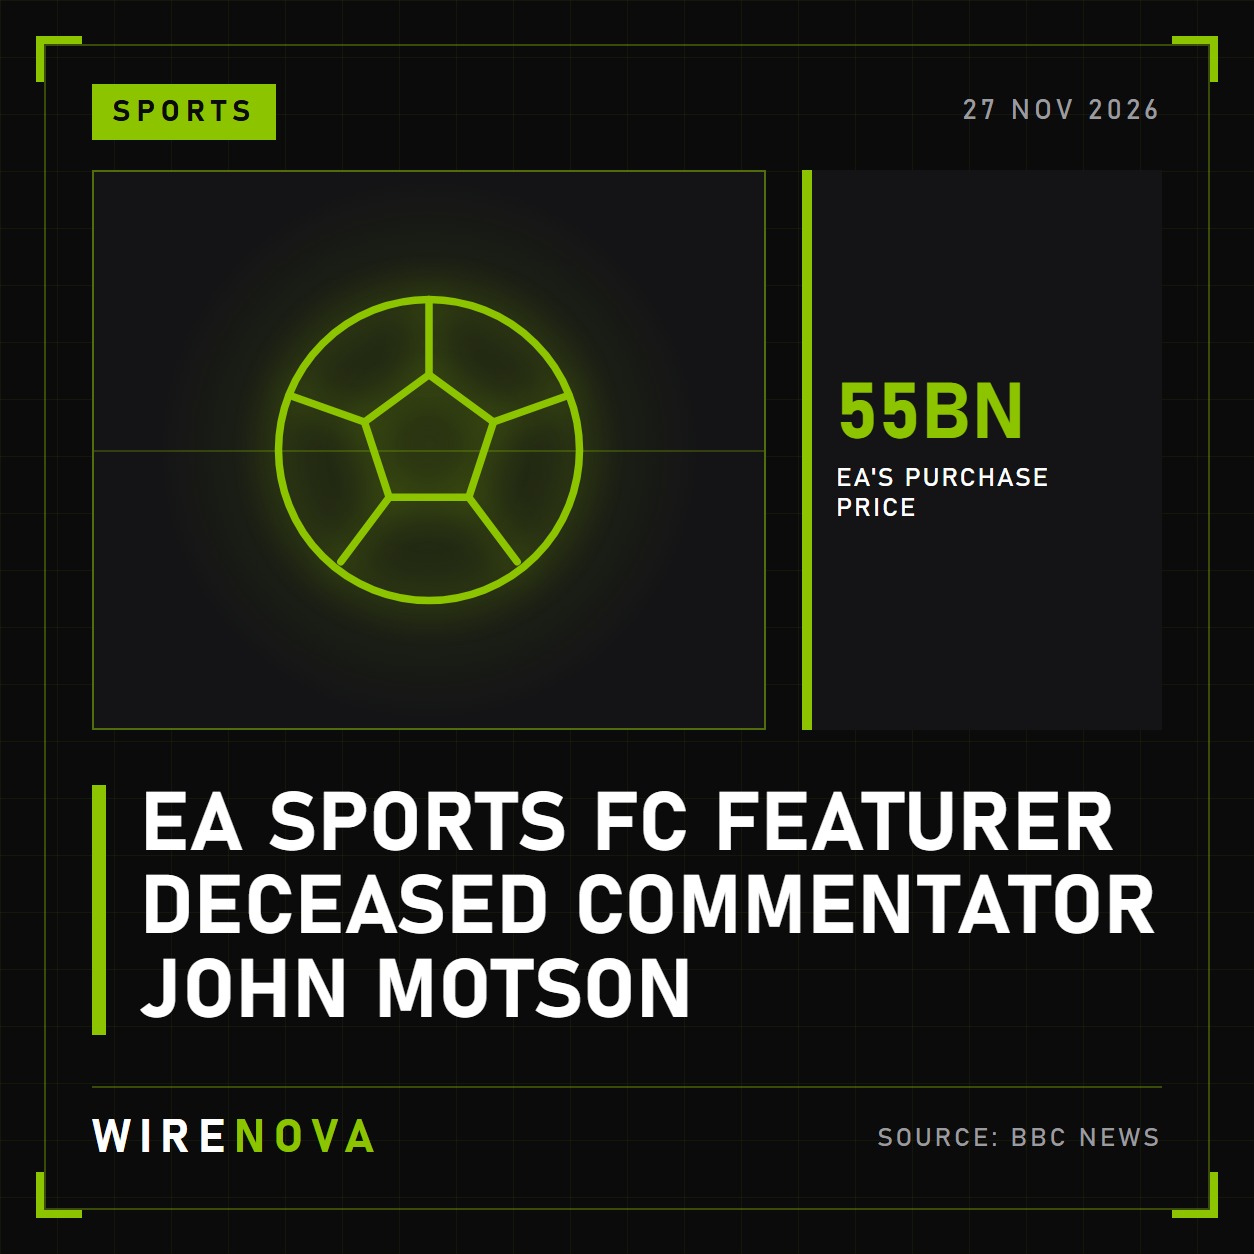 SPORTS
27 NOV 2026
55BN
EA'S PURCHASE
PRICE
EA SPORTS FC FEATURER
DECEASED COMMENTATOR
JOHN MOTSON
WIRENOVA
SOURCE: BBC NEWS